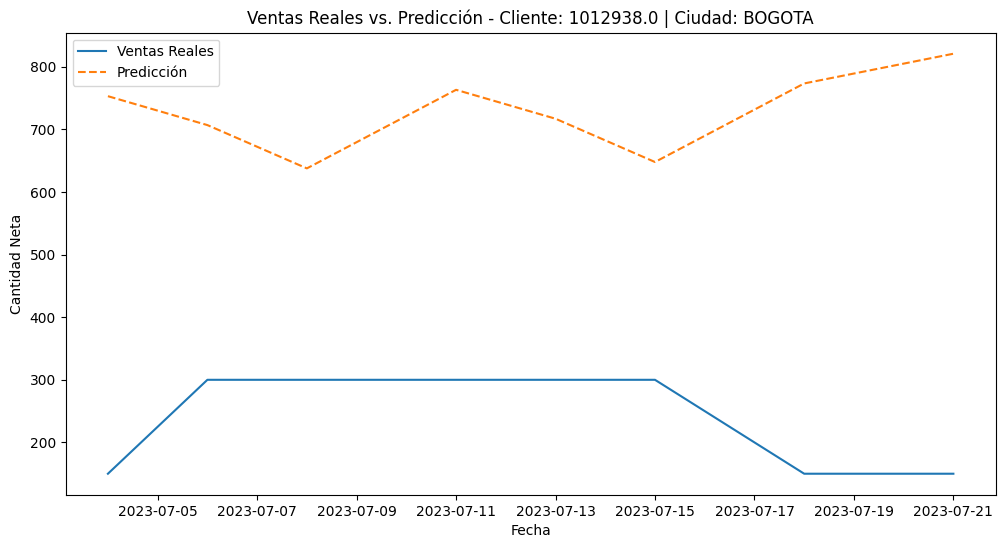 Ventas Reales vs. Predicción - Cliente: 1012938.0 | Ciudad: BOGOTA
Ventas Reales
Predicción
Cantidad Neta
800
700
600
500
400
300
200
2023-07-05 2023-07-07 2023-07-09 2023-07-11 2023-07-13 2023-07-15 2023-07-17 2023-07-19 2023-07-21
Fecha